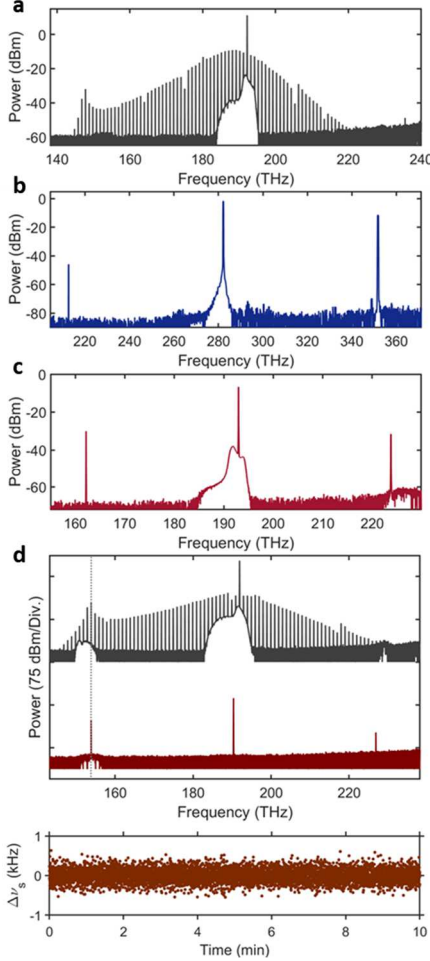 a
Power (dBm)
0
-20
-40
-60
140 160 180 200 220 240
Frequency (THz)
b
Power (dBm)
0
-20
-40
-60
-80
220 240 260 280 300 320 340 360
Frequency (THz)
c
Power (dBm)
0
-20
-40
-60
160 170 180 190 200 210 220
Frequency (THz)
d
Power (75 dBm/Div.)
160 180 200 220
Frequency (THz)
Δνs (kHz)
1
0
-1
0 2 4 6 8 10
Time (min)